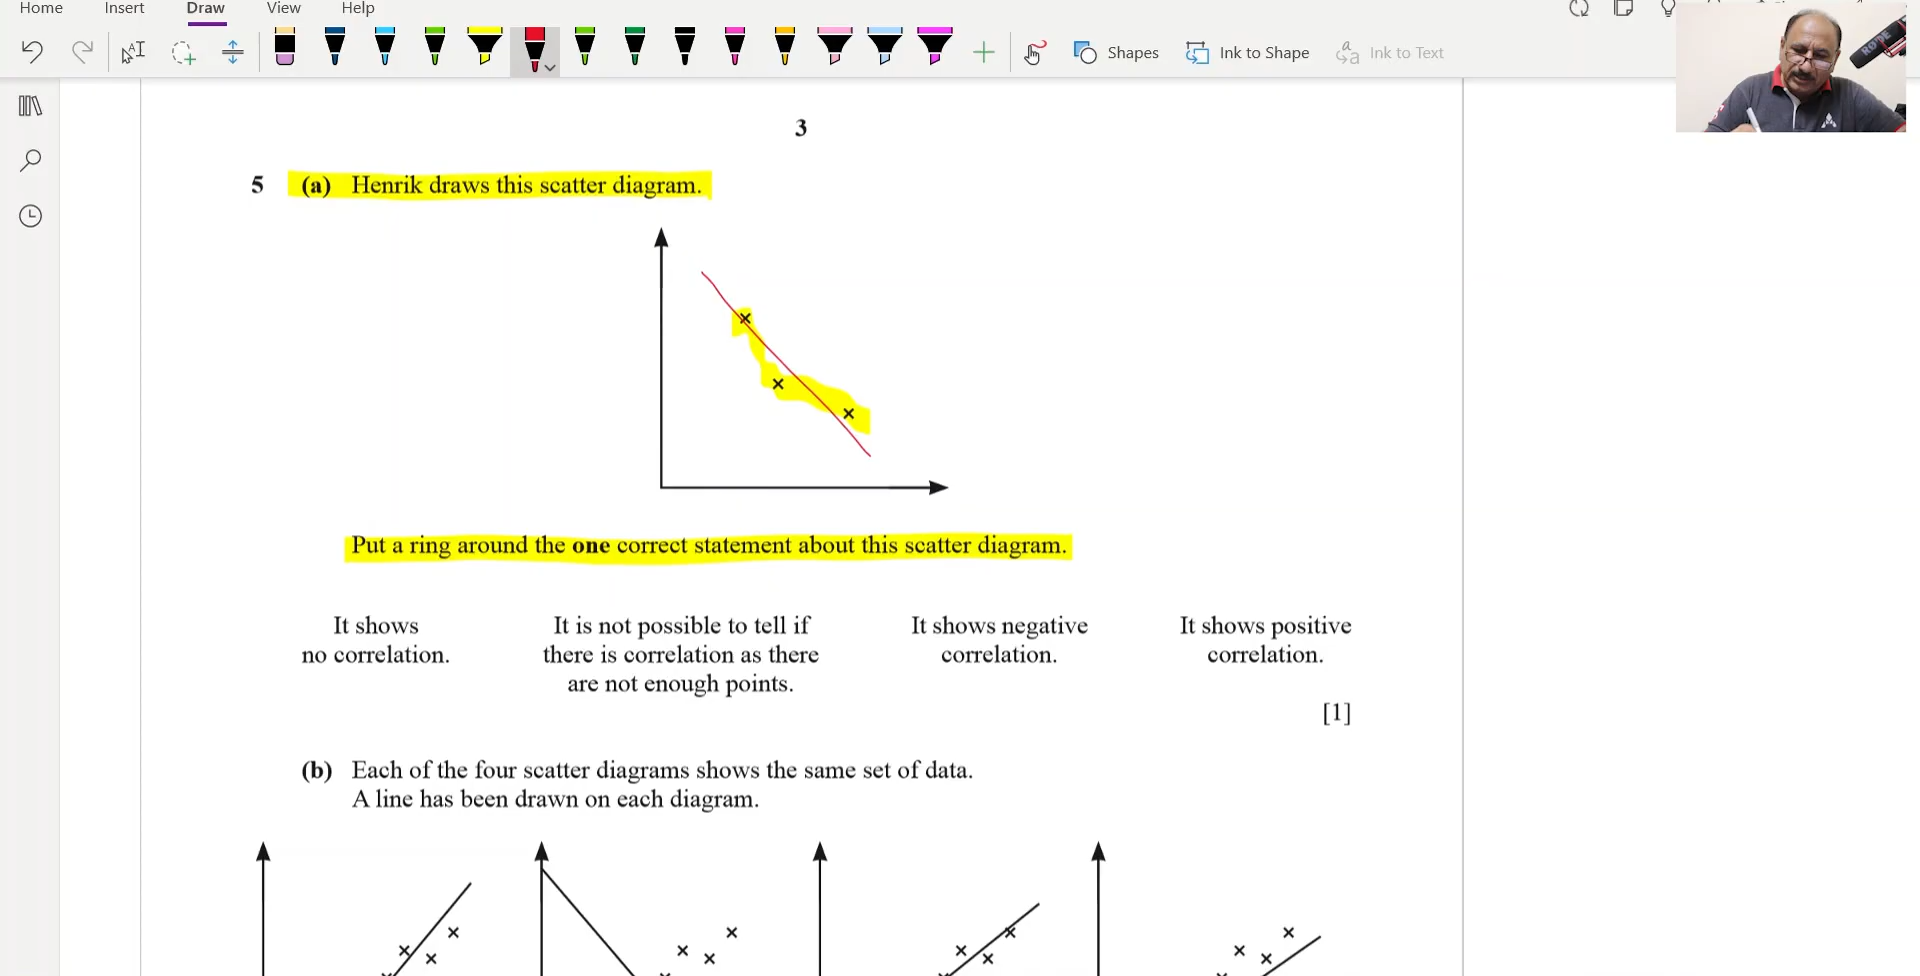 Home Insert Draw View Help
Shapes Ink to Shape Ink to Text
RØDE
3
5 (a) Henrik draws this scatter diagram.
Put a ring around the one correct statement about this scatter diagram.
It shows no correlation.
It is not possible to tell if there is correlation as there are not enough points.
It shows negative correlation.
It shows positive correlation.
[1]
(b) Each of the four scatter diagrams shows the same set of data.
A line has been drawn on each diagram.